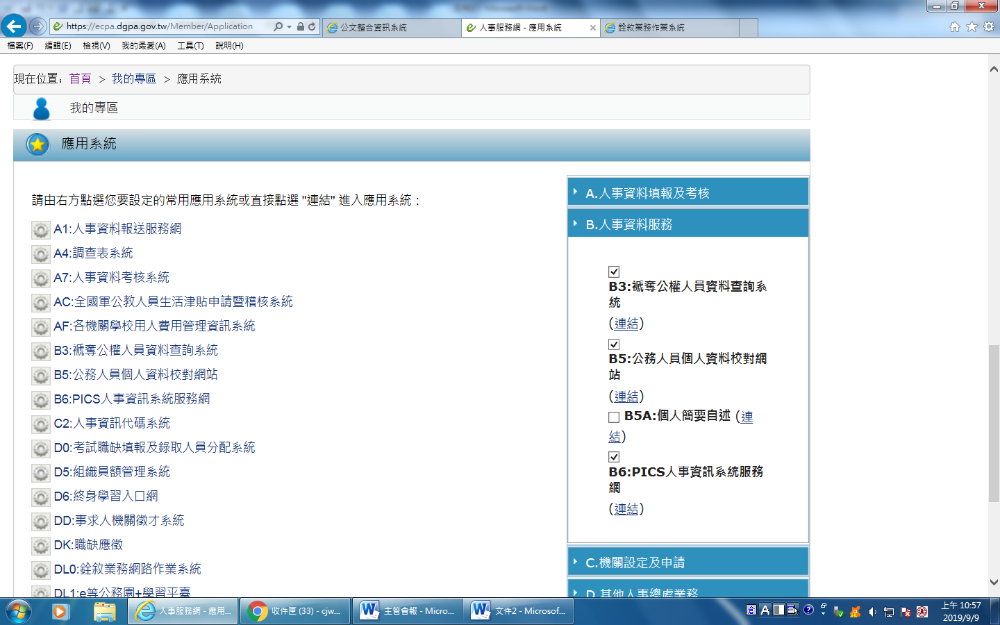 https://ecpa.dgpa.gov.tw/Member/Application
公文整合資訊系統
人事服務網 - 應用系統
銓敘業務作業系統
檔案(F) 編輯(E) 檢視(V) 我的最愛(A) 工具(T) 說明(H)
現在位置：首頁 > 我的專區 > 應用系統
我的專區
應用系統
請由右方點選您要設定的常用應用系統或直接點選 "連結" 進入應用系統：
A1:人事資料報送服務網
A4:調查表系統
A7:人事資料考核系統
AC:全國軍公教人員生活津貼申請暨稽核系統
AF:各機關學校用人費用管理資訊系統
B3:褫奪公權人員資料查詢系統
B5:公務人員個人資料校對網站
B6:PICS人事資訊系統服務網
C2:人事資訊代碼系統
D0:考試職缺填報及錄取人員分配系統
D5:組織員額管理系統
D6:終身學習入口網
DD:事求人機關徵才系統
DK:職缺應徵
DL0:銓敘業務網路作業系統
DL1:e等公務園+學習平臺
A.人事資料填報及考核
B.人事資料服務
B3:褫奪公權人員資料查詢系
統
(連結)
B5:公務人員個人資料校對網
站
(連結)
B5A:個人簡要自述 (連
結)
B6:PICS人事資訊系統服務
網
(連結)
C.機關設定及申請
D.其他人事總處業務
人事服務網 - 應用...
收件匣 (33) - cjw...
主管會報 - Micro...
文件2 - Microsof...
上午 10:57
2019/9/9